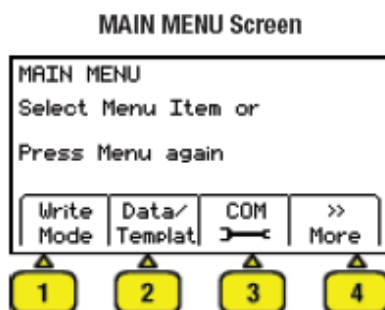 MAIN MENU Screen
MAIN MENU
Select Menu Item or
Press Menu again
Write Data/ COM >>
Mode Templat More
1 2 3 4